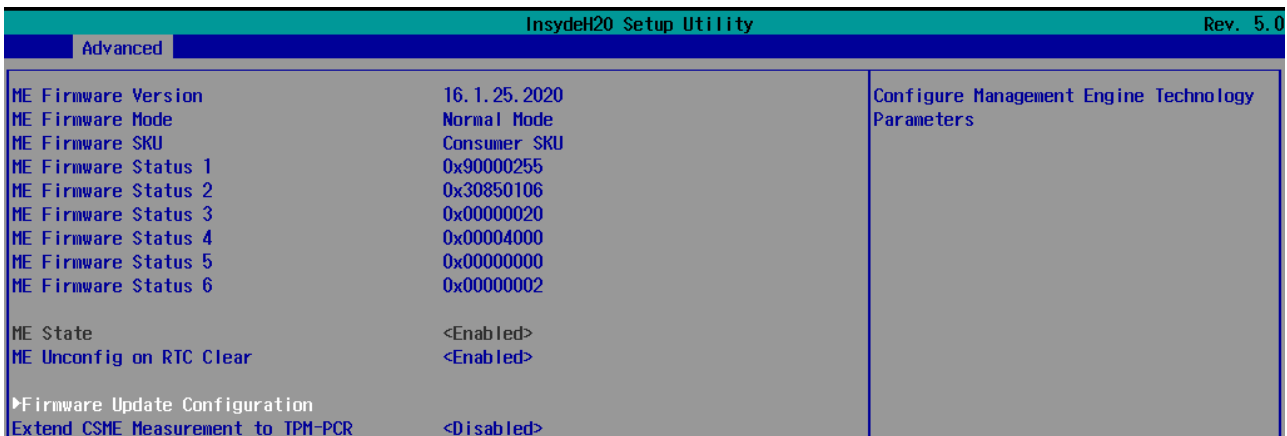 InsydeH20 Setup Utility Rev. 5.0
Advanced
ME Firmware Version 16.1.25.2020 Configure Management Engine Technology
ME Firmware Mode Normal Mode Parameters
ME Firmware SKU Consumer SKU
ME Firmware Status 1 0x90000255
ME Firmware Status 2 0x30850106
ME Firmware Status 3 0x00000020
ME Firmware Status 4 0x00004000
ME Firmware Status 5 0x00000000
ME Firmware Status 6 0x00000002
ME State <Enabled>
ME Unconfig on RTC Clear <Enabled>
►Firmware Update Configuration
Extend CSME Measurement to TPM-PCR <Disabled>